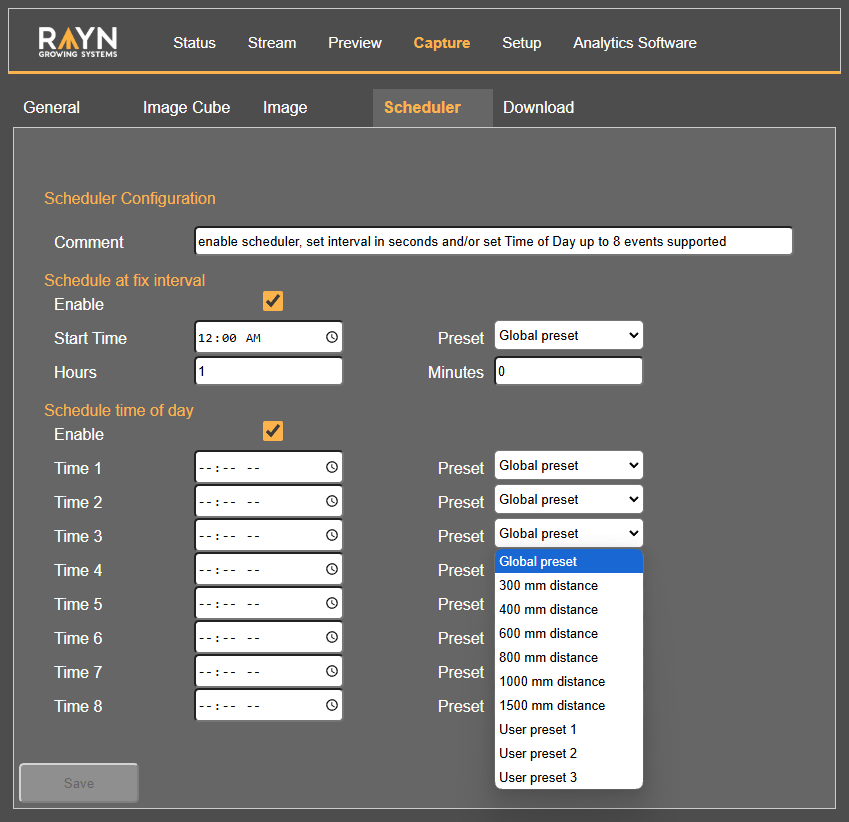 RAYN
GROWING SYSTEMS
Status Stream Preview Capture Setup Analytics Software
General Image Cube Image Scheduler Download
Scheduler Configuration
Comment enable scheduler, set interval in seconds and/or set Time of Day up to 8 events supported
Schedule at fix interval
Enable
Start Time 12:00 AM Preset Global preset
Hours 1 Minutes 0
Schedule time of day
Enable
Time 1 --:-- -- Preset Global preset
Time 2 --:-- -- Preset Global preset
Time 3 --:-- -- Preset Global preset
Time 4 --:-- -- Preset
Time 5 --:-- -- Preset
Time 6 --:-- -- Preset
Time 7 --:-- -- Preset
Time 8 --:-- -- Preset
Global preset
300 mm distance
400 mm distance
600 mm distance
800 mm distance
1000 mm distance
1500 mm distance
User preset 1
User preset 2
User preset 3
Save